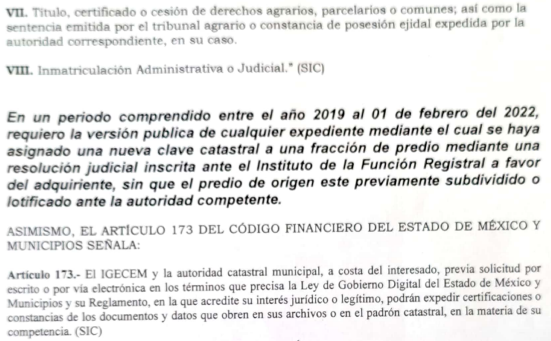 VII. Título, certificado o cesión de derechos agrarios, parcelarios o comunes; así como la
sentencia emitida por el tribunal agrario o constancia de posesión ejidal expedida por la
autoridad correspondiente, en su caso.
VIII. Inmatriculación Administrativa o Judicial." (SIC)
En un periodo comprendido entre el año 2019 al 01 de febrero del 2022,
requiero la versión publica de cualquier expediente mediante el cual se haya
asignado una nueva clave catastral a una fracción de predio mediante una
resolución judicial inscrita ante el Instituto de la Función Registral a favor
del adquiriente, sin que el predio de origen este previamente subdividido o
lotificado ante la autoridad competente.
ASIMISMO, EL ARTÍCULO 173 DEL CÓDIGO FINANCIERO DEL ESTADO DE MÉXICO Y
MUNICIPIOS SEÑALA:
Artículo 173.- El IGECEM y la autoridad catastral municipal, a costa del interesado, previa solicitud por
escrito o por vía electrónica en los términos que precisa la Ley de Gobierno Digital del Estado de México y
Municipios y su Reglamento, en la que acredite su interés jurídico o legítimo, podrán expedir certificaciones o
constancias de los documentos y datos que obren en sus archivos o en el padrón catastral, en la materia de su
competencia. (SIC)